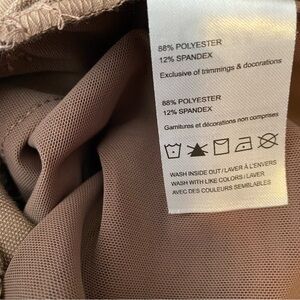 88% POLYESTER
12% SPANDEX
Exclusive of trimmings & decorations
88% POLYESTER
12% SPANDEX
Garnitures et décorations non comprises
WASH INSIDE OUT / LAVER À L'ENVERS
WASH WITH LIKE COLORS / LAVER
AVEC DES COULEURS SEMBLABLES